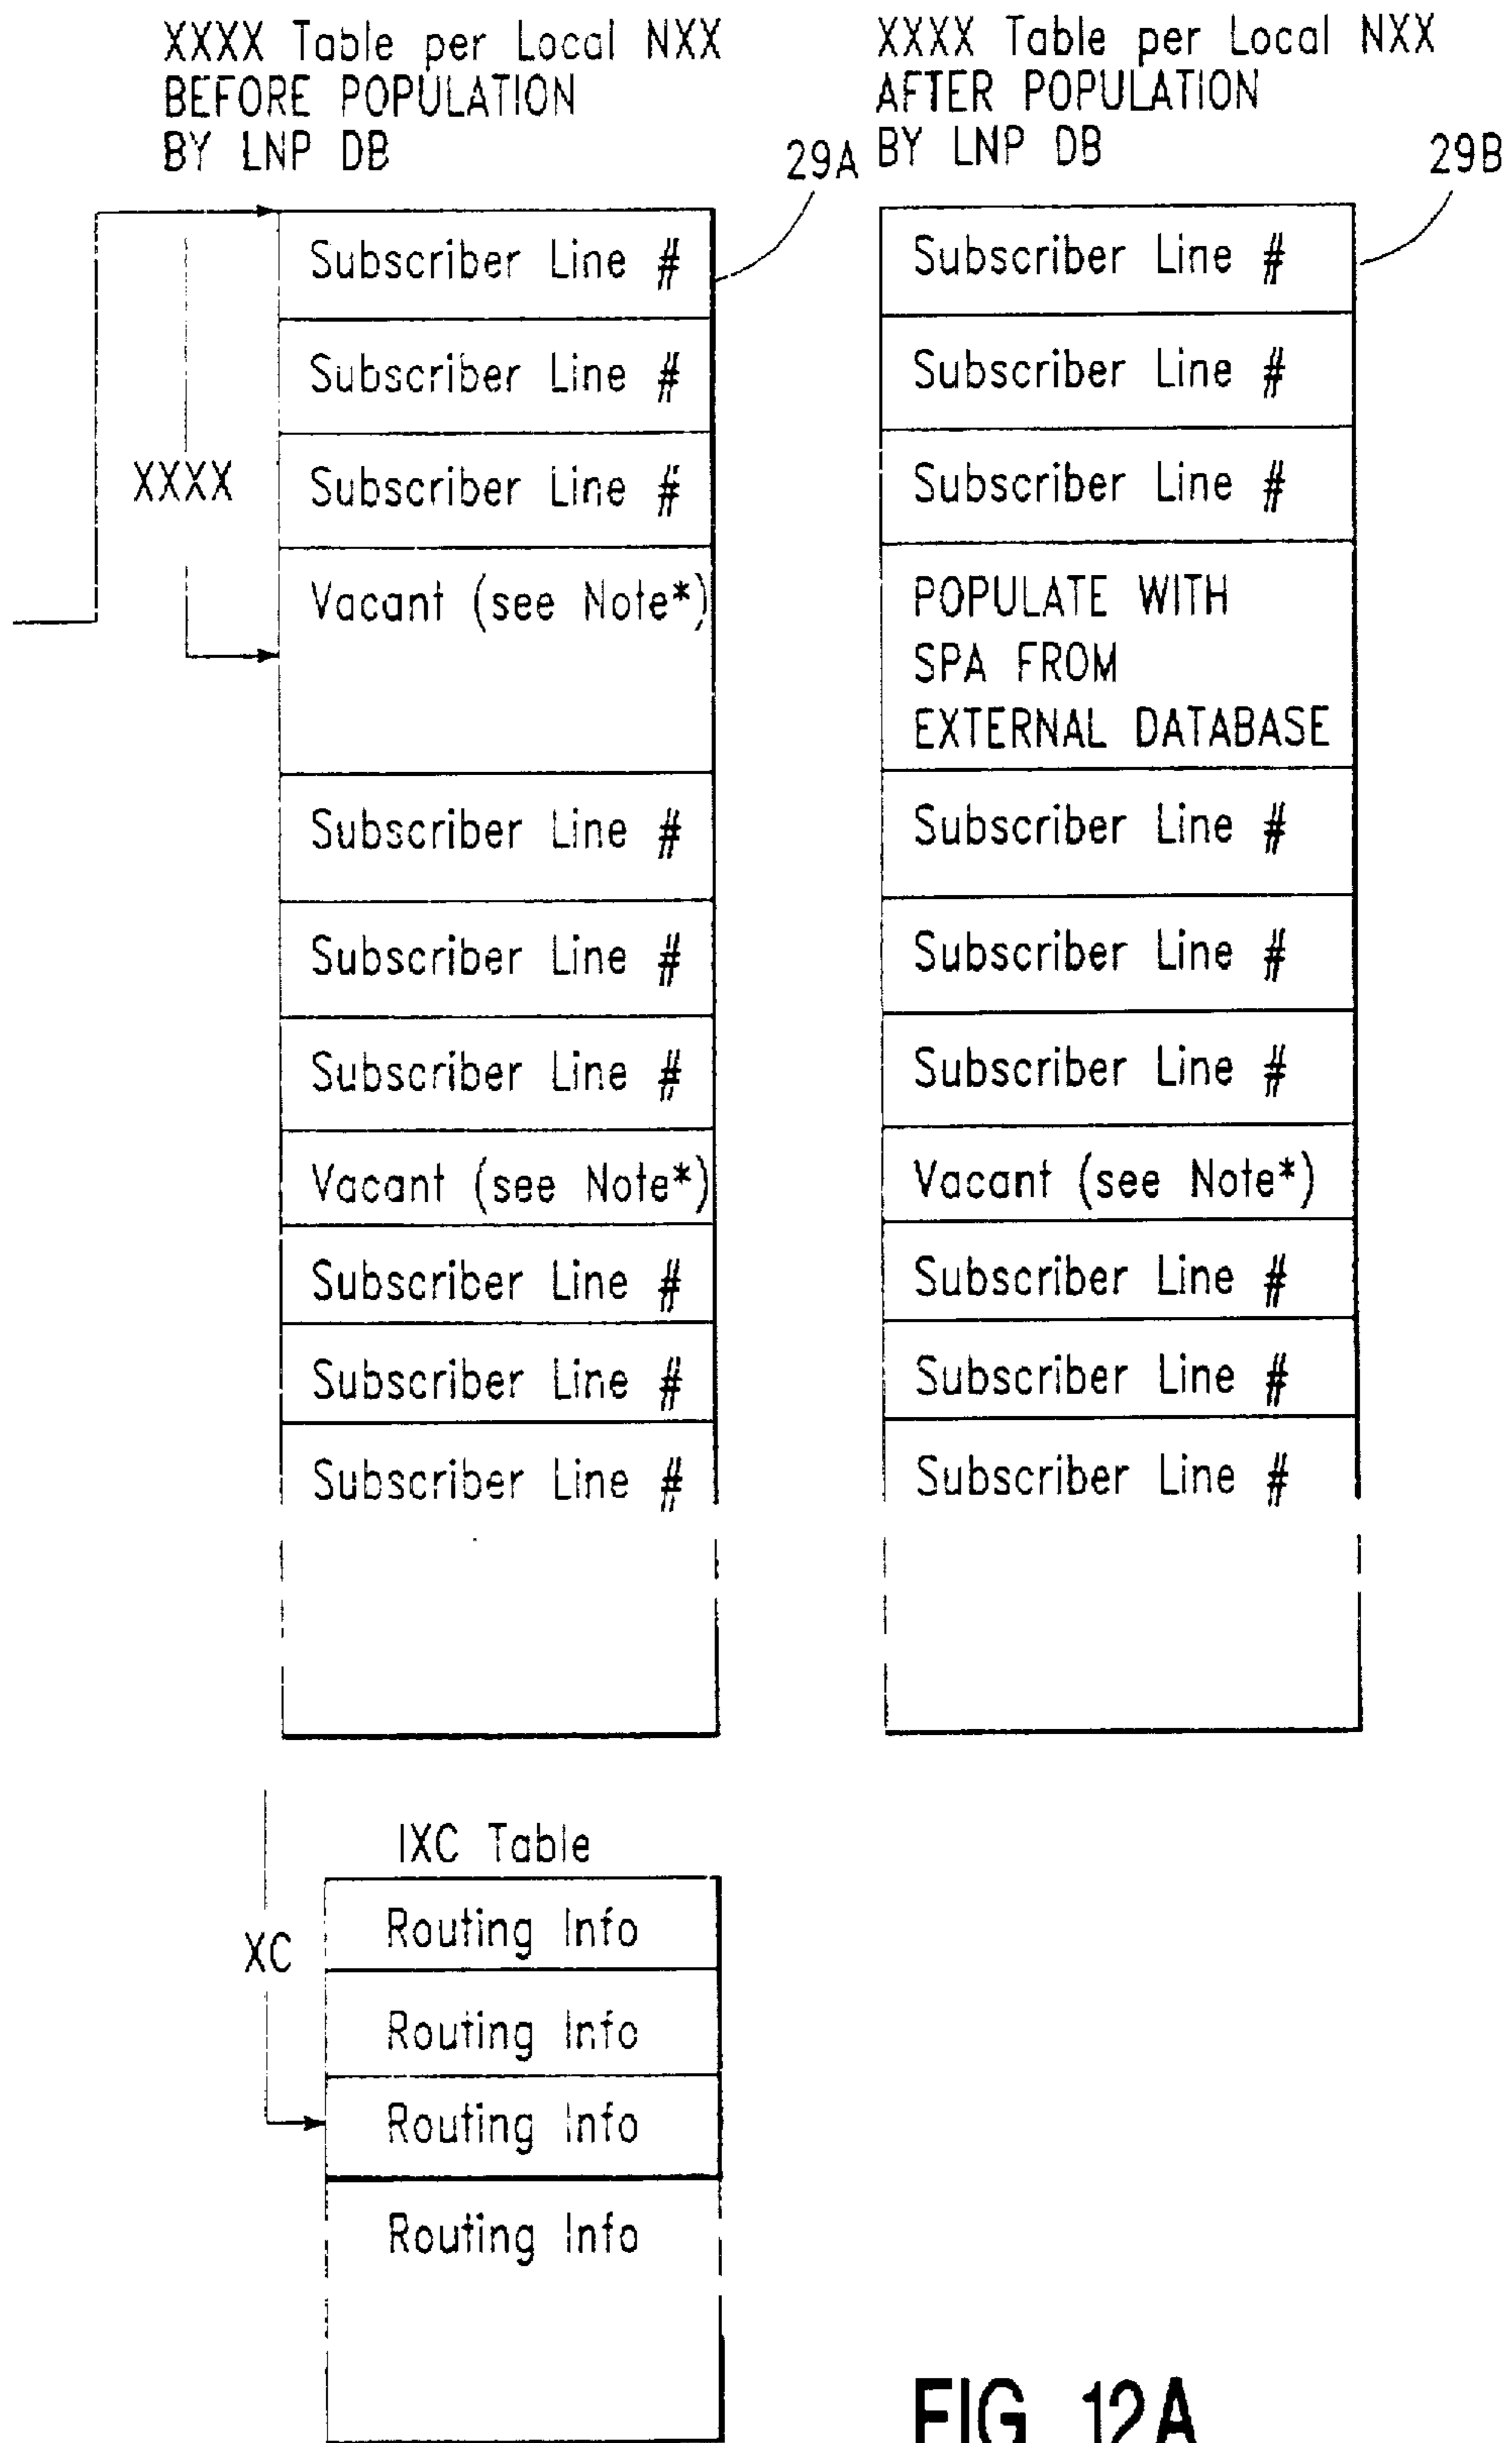 XXXX Table per Local NXX
BEFORE POPULATION
BY LNP DB
29A
Subscriber Line #
Subscriber Line #
XXXX
Subscriber Line #
Vacant (see Note*)
Subscriber Line #
Subscriber Line #
Subscriber Line #
Vacant (see Note*)
Subscriber Line #
Subscriber Line #
Subscriber Line #
XXXX Table per Local NXX
AFTER POPULATION
BY LNP DB
29B
Subscriber Line #
Subscriber Line #
Subscriber Line #
POPULATE WITH
SPA FROM
EXTERNAL DATABASE
Subscriber Line #
Subscriber Line #
Subscriber Line #
Vacant (see Note*)
Subscriber Line #
Subscriber Line #
Subscriber Line #
IXC Table
XC
Routing Info
Routing Info
Routing Info
Routing Info
FIG 12A